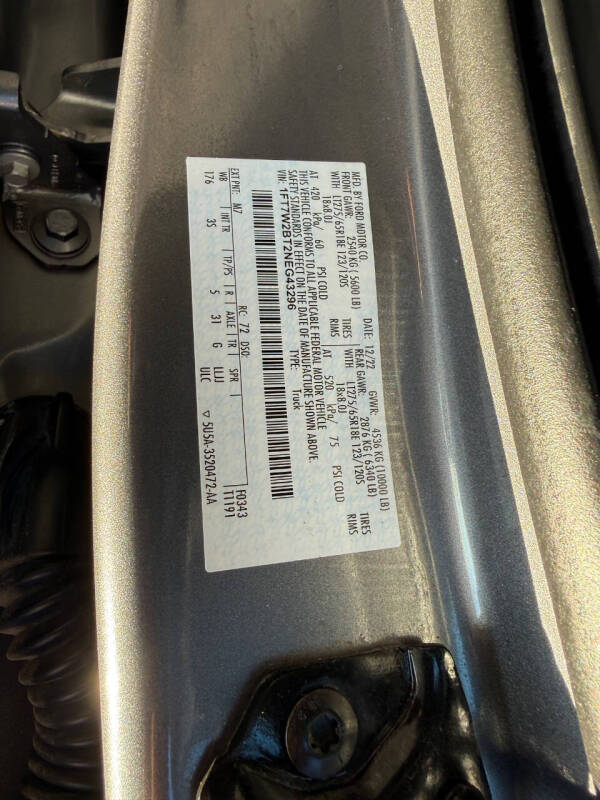 MFD. BY FORD MOTOR CO.
DATE: 12/22 GVWR: 4536 KG (10000 LB)
FRONT GAWR: 2540 KG (5600 LB) REAR GAWR: 2876 KG (6340 LB)
WITH LT275/65R18E 123/120S TIRES WITH LT275/65R18E 123/120S TIRES
18x8.0J RIMS 18x8.0J RIMS
AT 420 kPa/ 60 PSI COLD AT 520 kPa/ 75 PSI COLD
THIS VEHICLE CONFORMS TO ALL APPLICABLE FEDERAL MOTOR VEHICLE
SAFETY STANDARDS IN EFFECT ON THE DATE OF MANUFACTURE SHOWN ABOVE.
VIN: 1FT7W2BT2NEG43296 TYPE: Truck
EXT PNT: M7 RC: 72 DSO: F0343
WB INT TR TP/PS R AXLE TR SPR T1191
176 35 5 31 G LLJJ
ULC ▽ 5U5A-3520472-AA